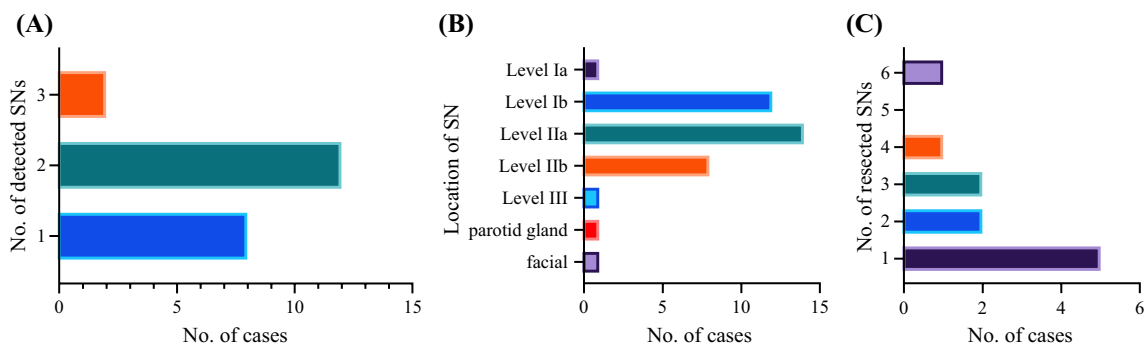 (A)
No. of detected SNs
3
2
1
0
5
10
15
No. of cases
(B)
Location of SN
Level Ia
Level Ib
Level IIa
Level IIb
Level III
parotid gland
facial
0
5
10
15
No. of cases
(C)
No. of resected SNs
6
5
4
3
2
1
0
2
4
6
No. of cases